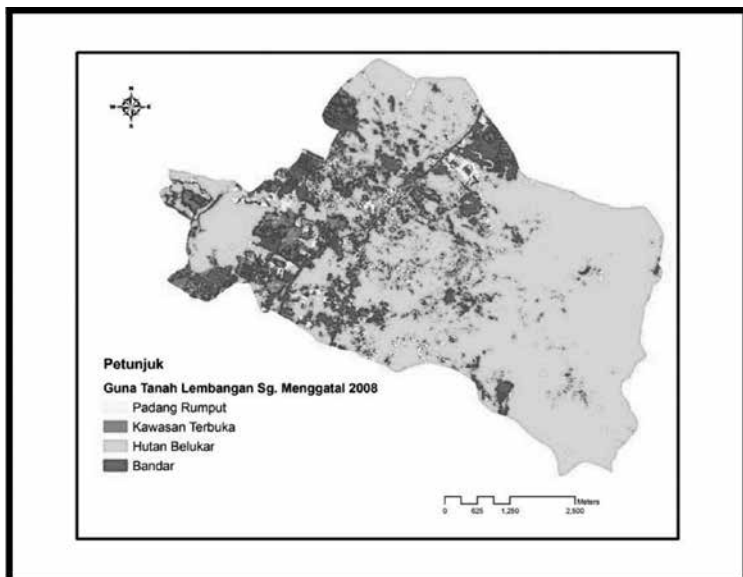 N
W
E
S
Petunjuk
Guna Tanah Lembangan Sg. Menggatal 2008
Padang Rumput
Kawasan Terbuka
Hutan Belukar
Bandar
Meters
0 625 1,250 2,500